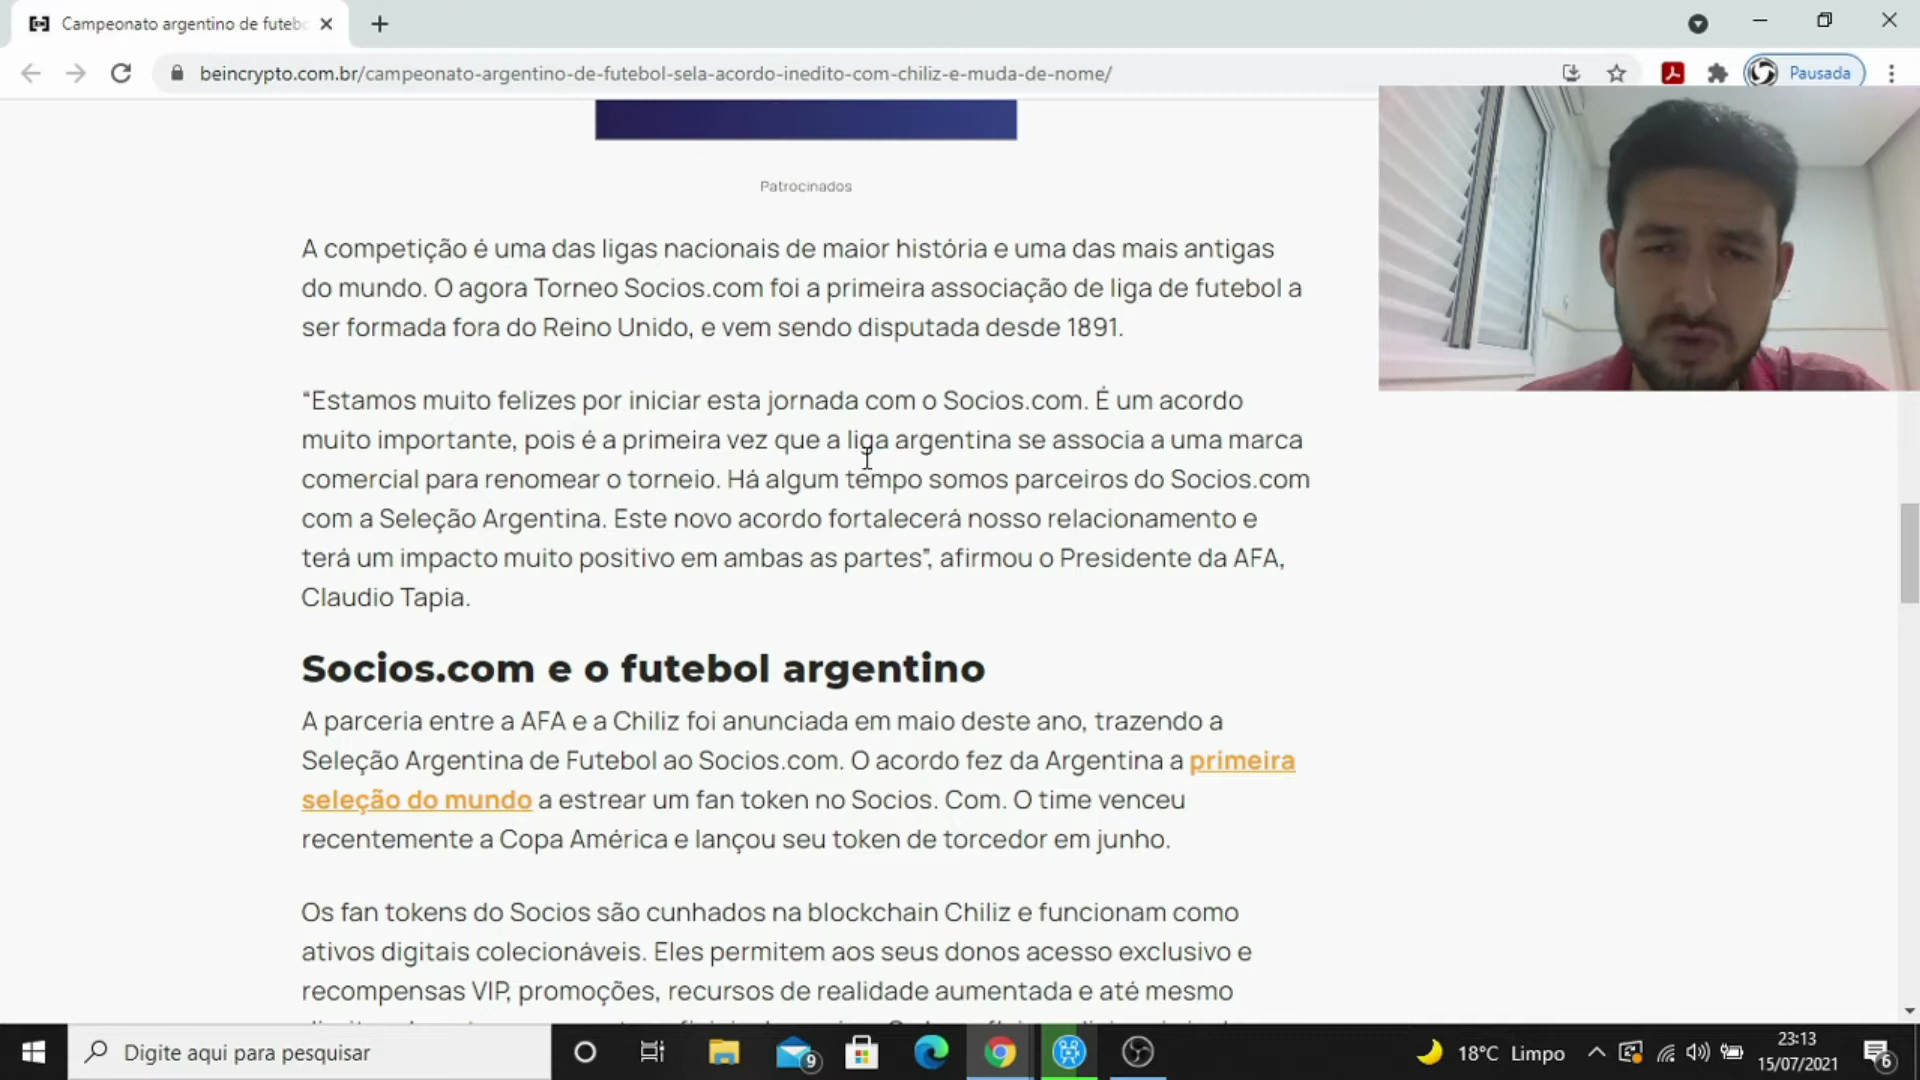 Campeonato argentino de futebo
beincrypto.com.br/campeonato-argentino-de-futebol-sela-acordo-inedito-com-chiliz-e-muda-de-nome/
Pausada
Patrocinados
A competição é uma das ligas nacionais de maior história e uma das mais antigas
do mundo. O agora Torneo Socios.com foi a primeira associação de liga de futebol a
ser formada fora do Reino Unido, e vem sendo disputada desde 1891.
“Estamos muito felizes por iniciar esta jornada com o Socios.com. É um acordo
muito importante, pois é a primeira vez que a liga argentina se associa a uma marca
comercial para renomear o torneio. Há algum tempo somos parceiros do Socios.com
com a Seleção Argentina. Este novo acordo fortalecerá nosso relacionamento e
terá um impacto muito positivo em ambas as partes”, afirmou o Presidente da AFA,
Claudio Tapia.
Socios.com e o futebol argentino
A parceria entre a AFA e a Chiliz foi anunciada em maio deste ano, trazendo a
Seleção Argentina de Futebol ao Socios.com. O acordo fez da Argentina a primeira
seleção do mundo a estrear um fan token no Socios. Com. O time venceu
recentemente a Copa América e lançou seu token de torcedor em junho.
Os fan tokens do Socios são cunhados na blockchain Chiliz e funcionam como
ativos digitais colecionáveis. Eles permitem aos seus donos acesso exclusivo e
recompensas VIP, promoções, recursos de realidade aumentada e até mesmo
Digite aqui para pesquisar
9
18°C Limpo
23:13
15/07/2021
6